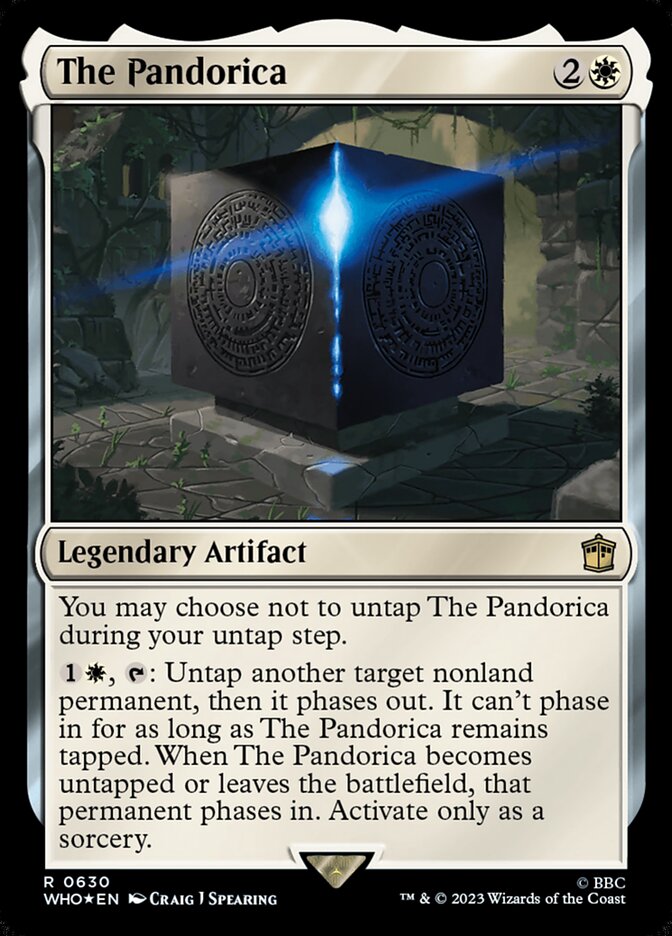 The Pandorica 2
Legendary Artifact
You may choose not to untap The Pandorica
during your untap step.
1, : Untap another target nonland
permanent, then it phases out. It can't phase
in for as long as The Pandorica remains
tapped. When The Pandorica becomes
untapped or leaves the battlefield, that
permanent phases in. Activate only as a
sorcery.
R 0630 © BBC
WHO★EN Craig J Spearing ™ & © 2023 Wizards of the Coast